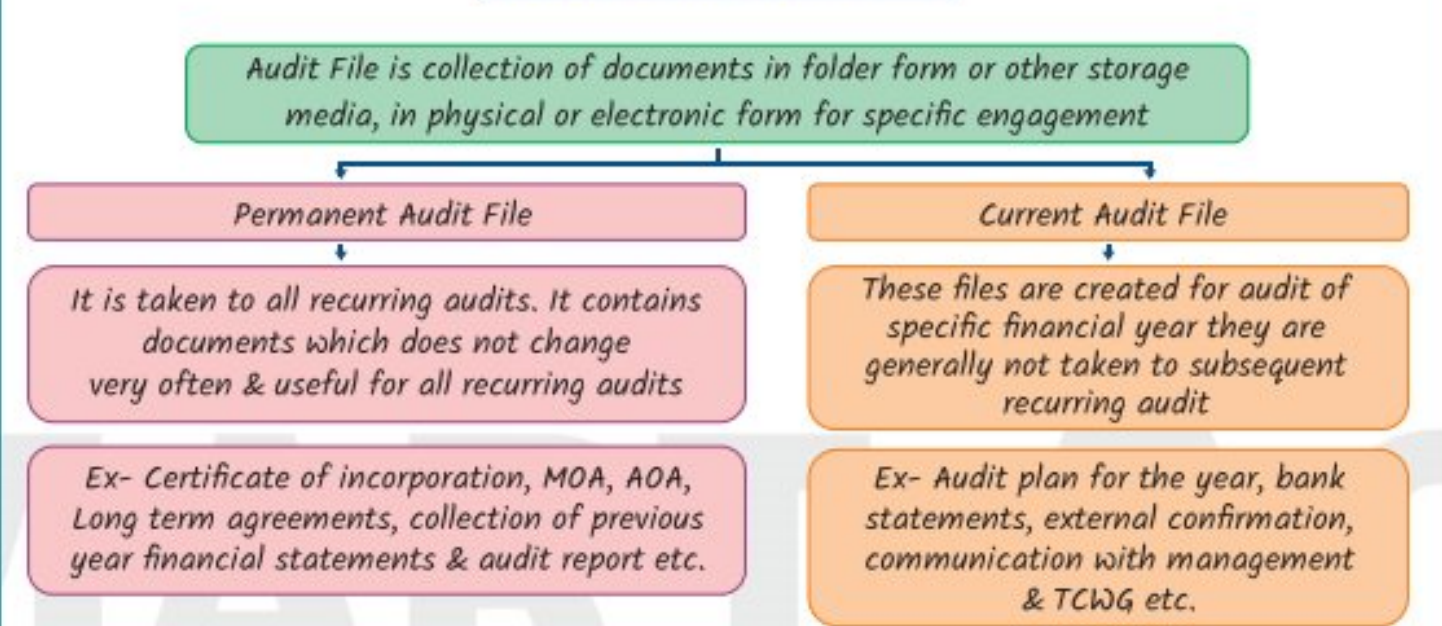 Audit File is collection of documents in folder form or other storage
media, in physical or electronic form for specific engagement
Permanent Audit File
It is taken to all recurring audits. It contains
documents which does not change
very often & useful for all recurring audits
Ex- Certificate of incorporation, MOA, AOA,
Long term agreements, collection of previous
year financial statements & audit report etc.
Current Audit File
These files are created for audit of
specific financial year they are
generally not taken to subsequent
recurring audit
Ex- Audit plan for the year, bank
statements, external confirmation,
communication with management
& TCWG etc.